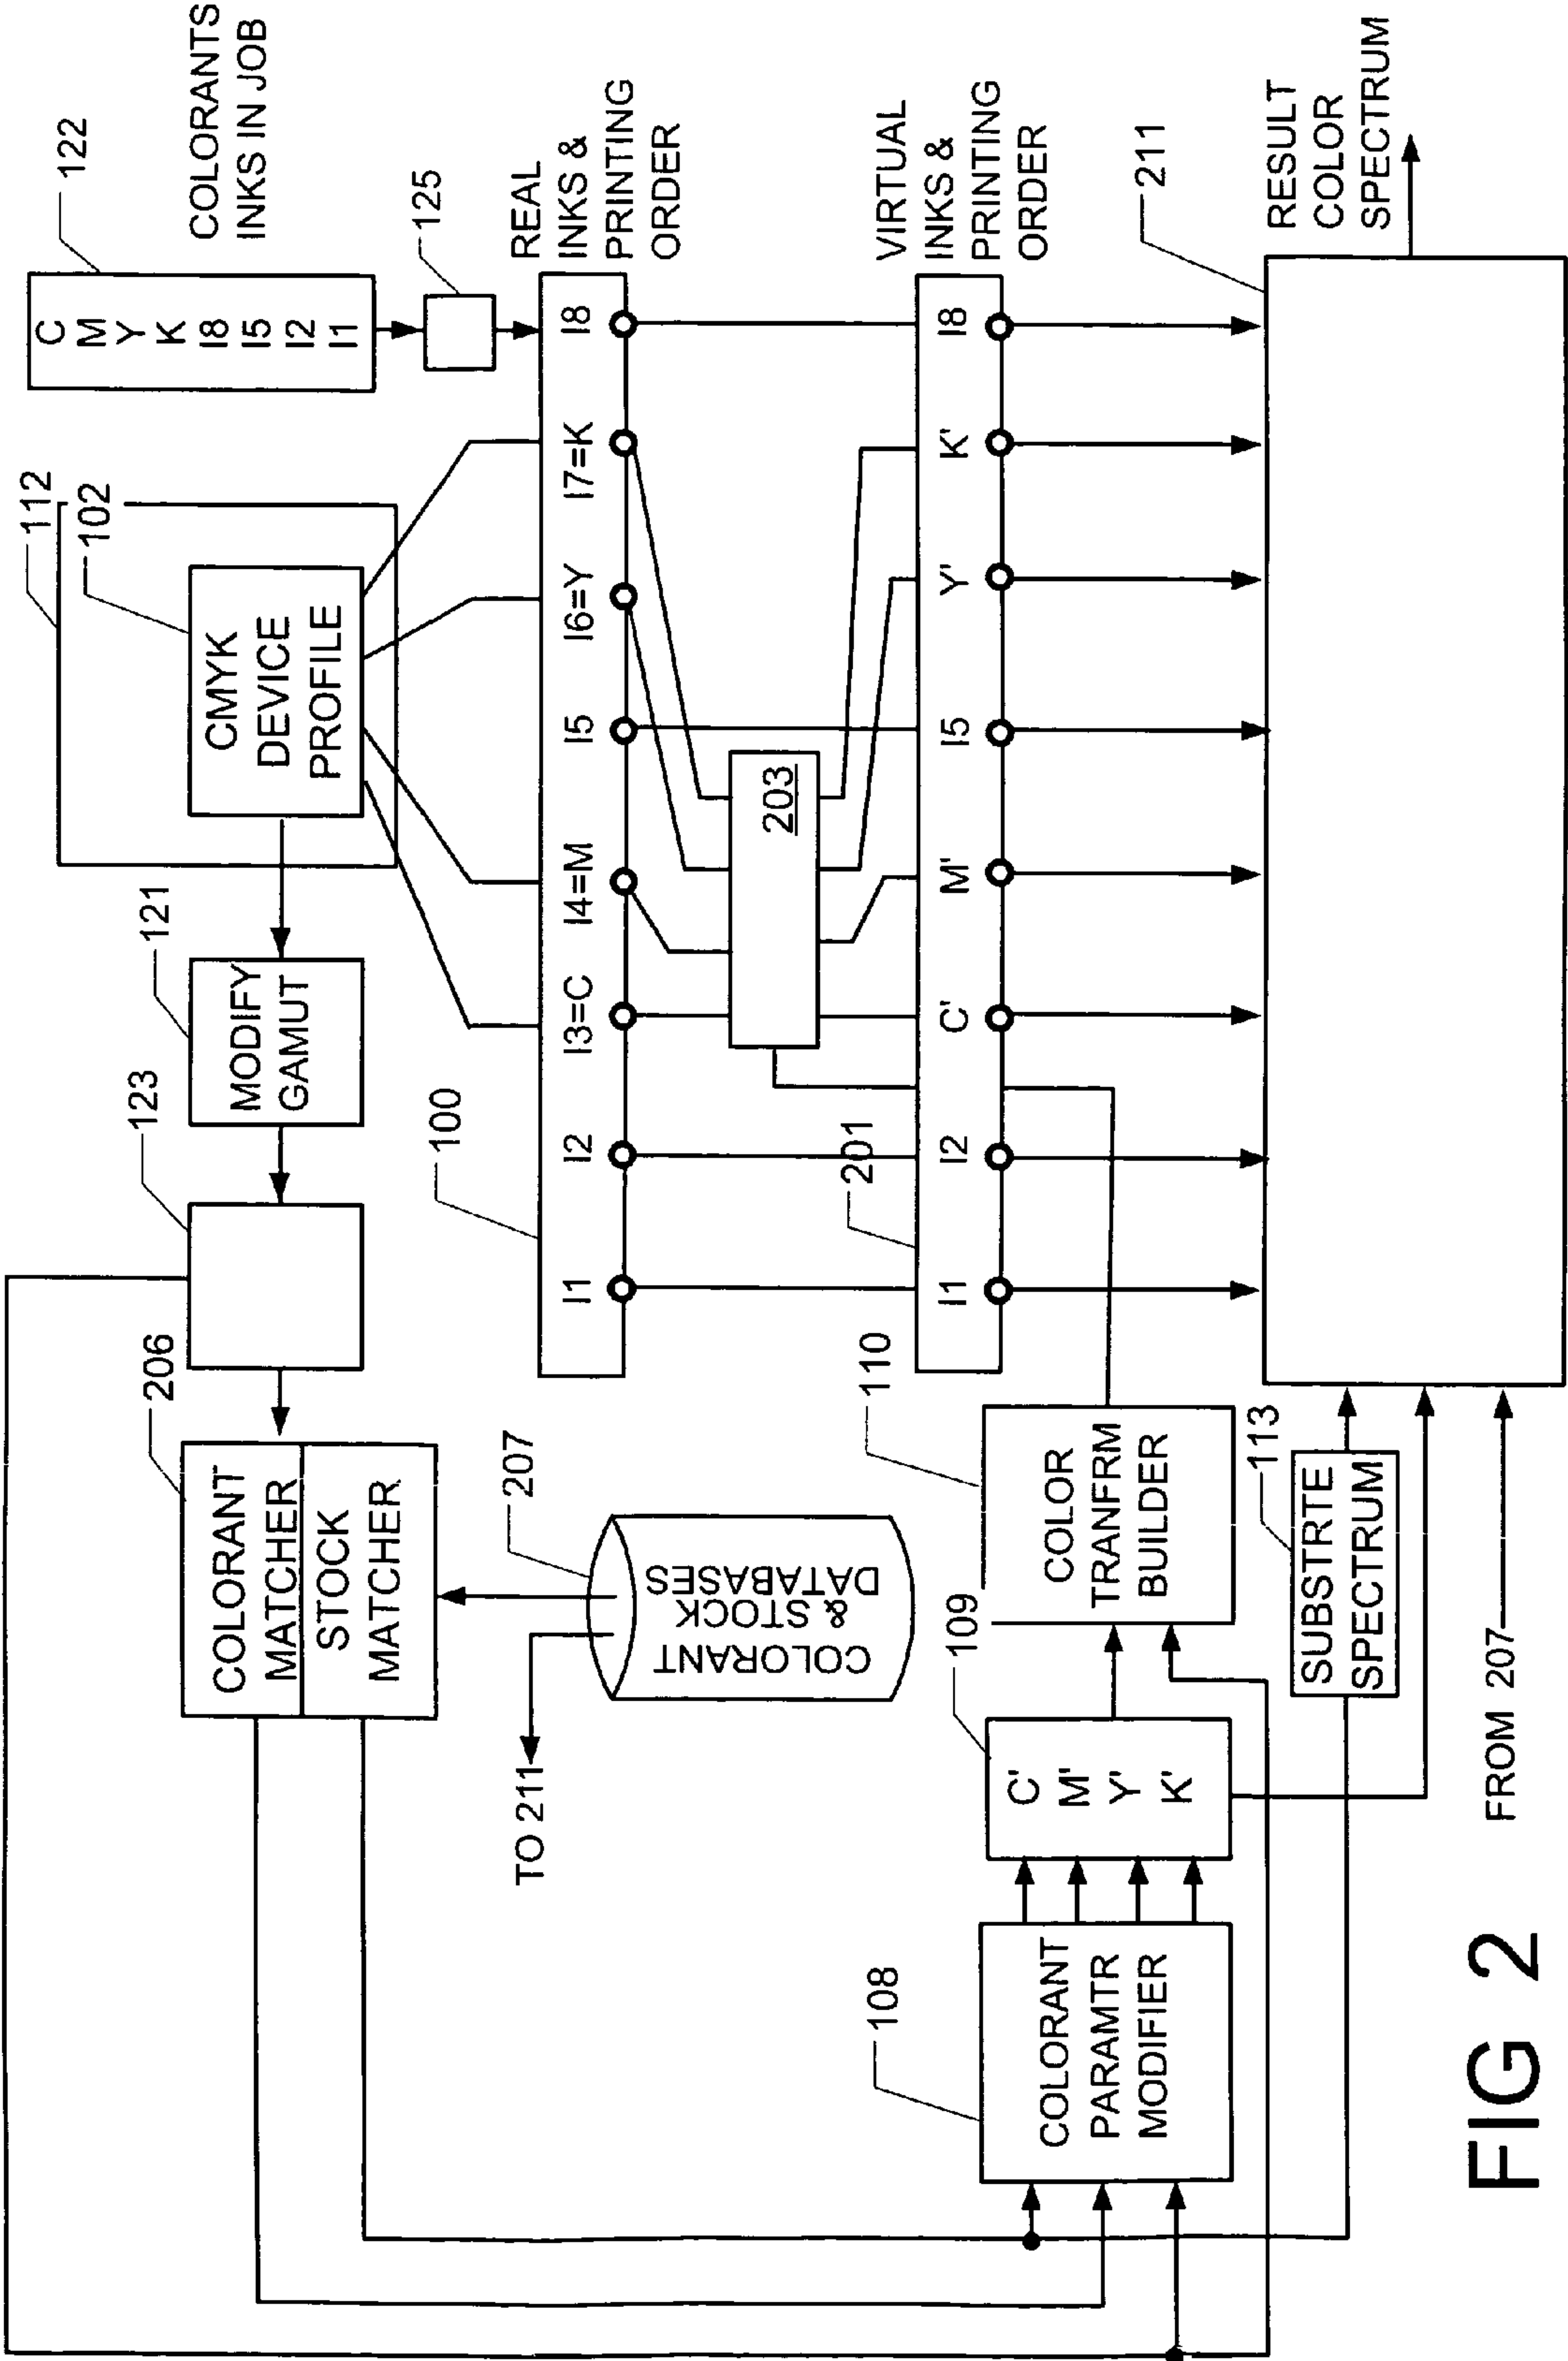 122
COLORANTS
INKS IN JOB
C
M
Y
K
I8
I5
I2
I1
125
112
102
CMYK
DEVICE
PROFILE
121
MODIFY
GAMUT
123
206
COLORANT
MATCHER
STOCK
MATCHER
207
COLORANT
& STOCK
DATABASES
TO 211
100
REAL
INKS &
PRINTING
ORDER
I1
I2
I3=C
I4=M
I5
I6=Y
I7=K
I8
203
201
VIRTUAL
INKS &
PRINTING
ORDER
I1
I2
C'
M'
I5
Y'
K'
I8
211
RESULT
COLOR
SPECTRUM
108
COLORANT
PARAMTR
MODIFIER
109
C'
M'
Y'
K'
110
COLOR
TRANFRM
BUILDER
113
SUBSTRTE
SPECTRUM
FROM 207
FIG 2